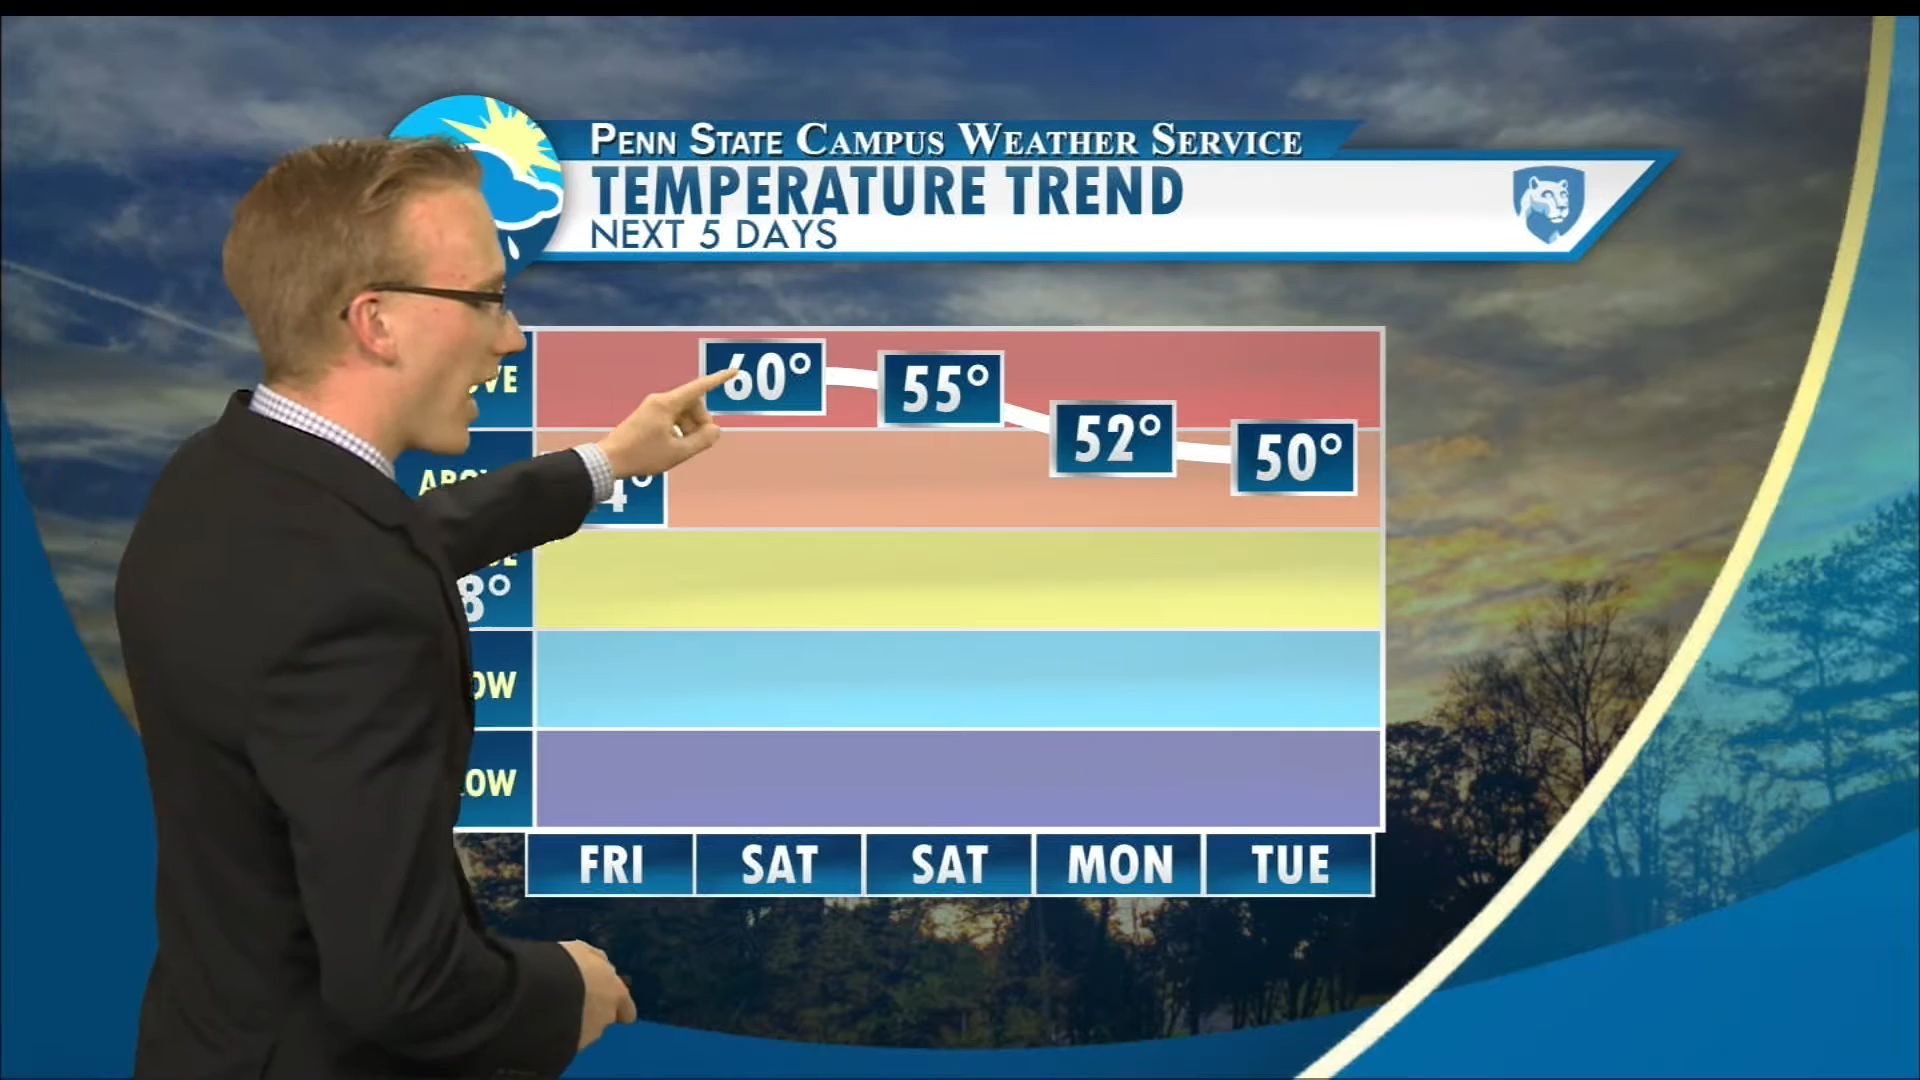 PENN STATE CAMPUS WEATHER SERVICE
TEMPERATURE TREND
NEXT 5 DAYS
60° 55° 52° 50°
FRI SAT SAT MON TUE